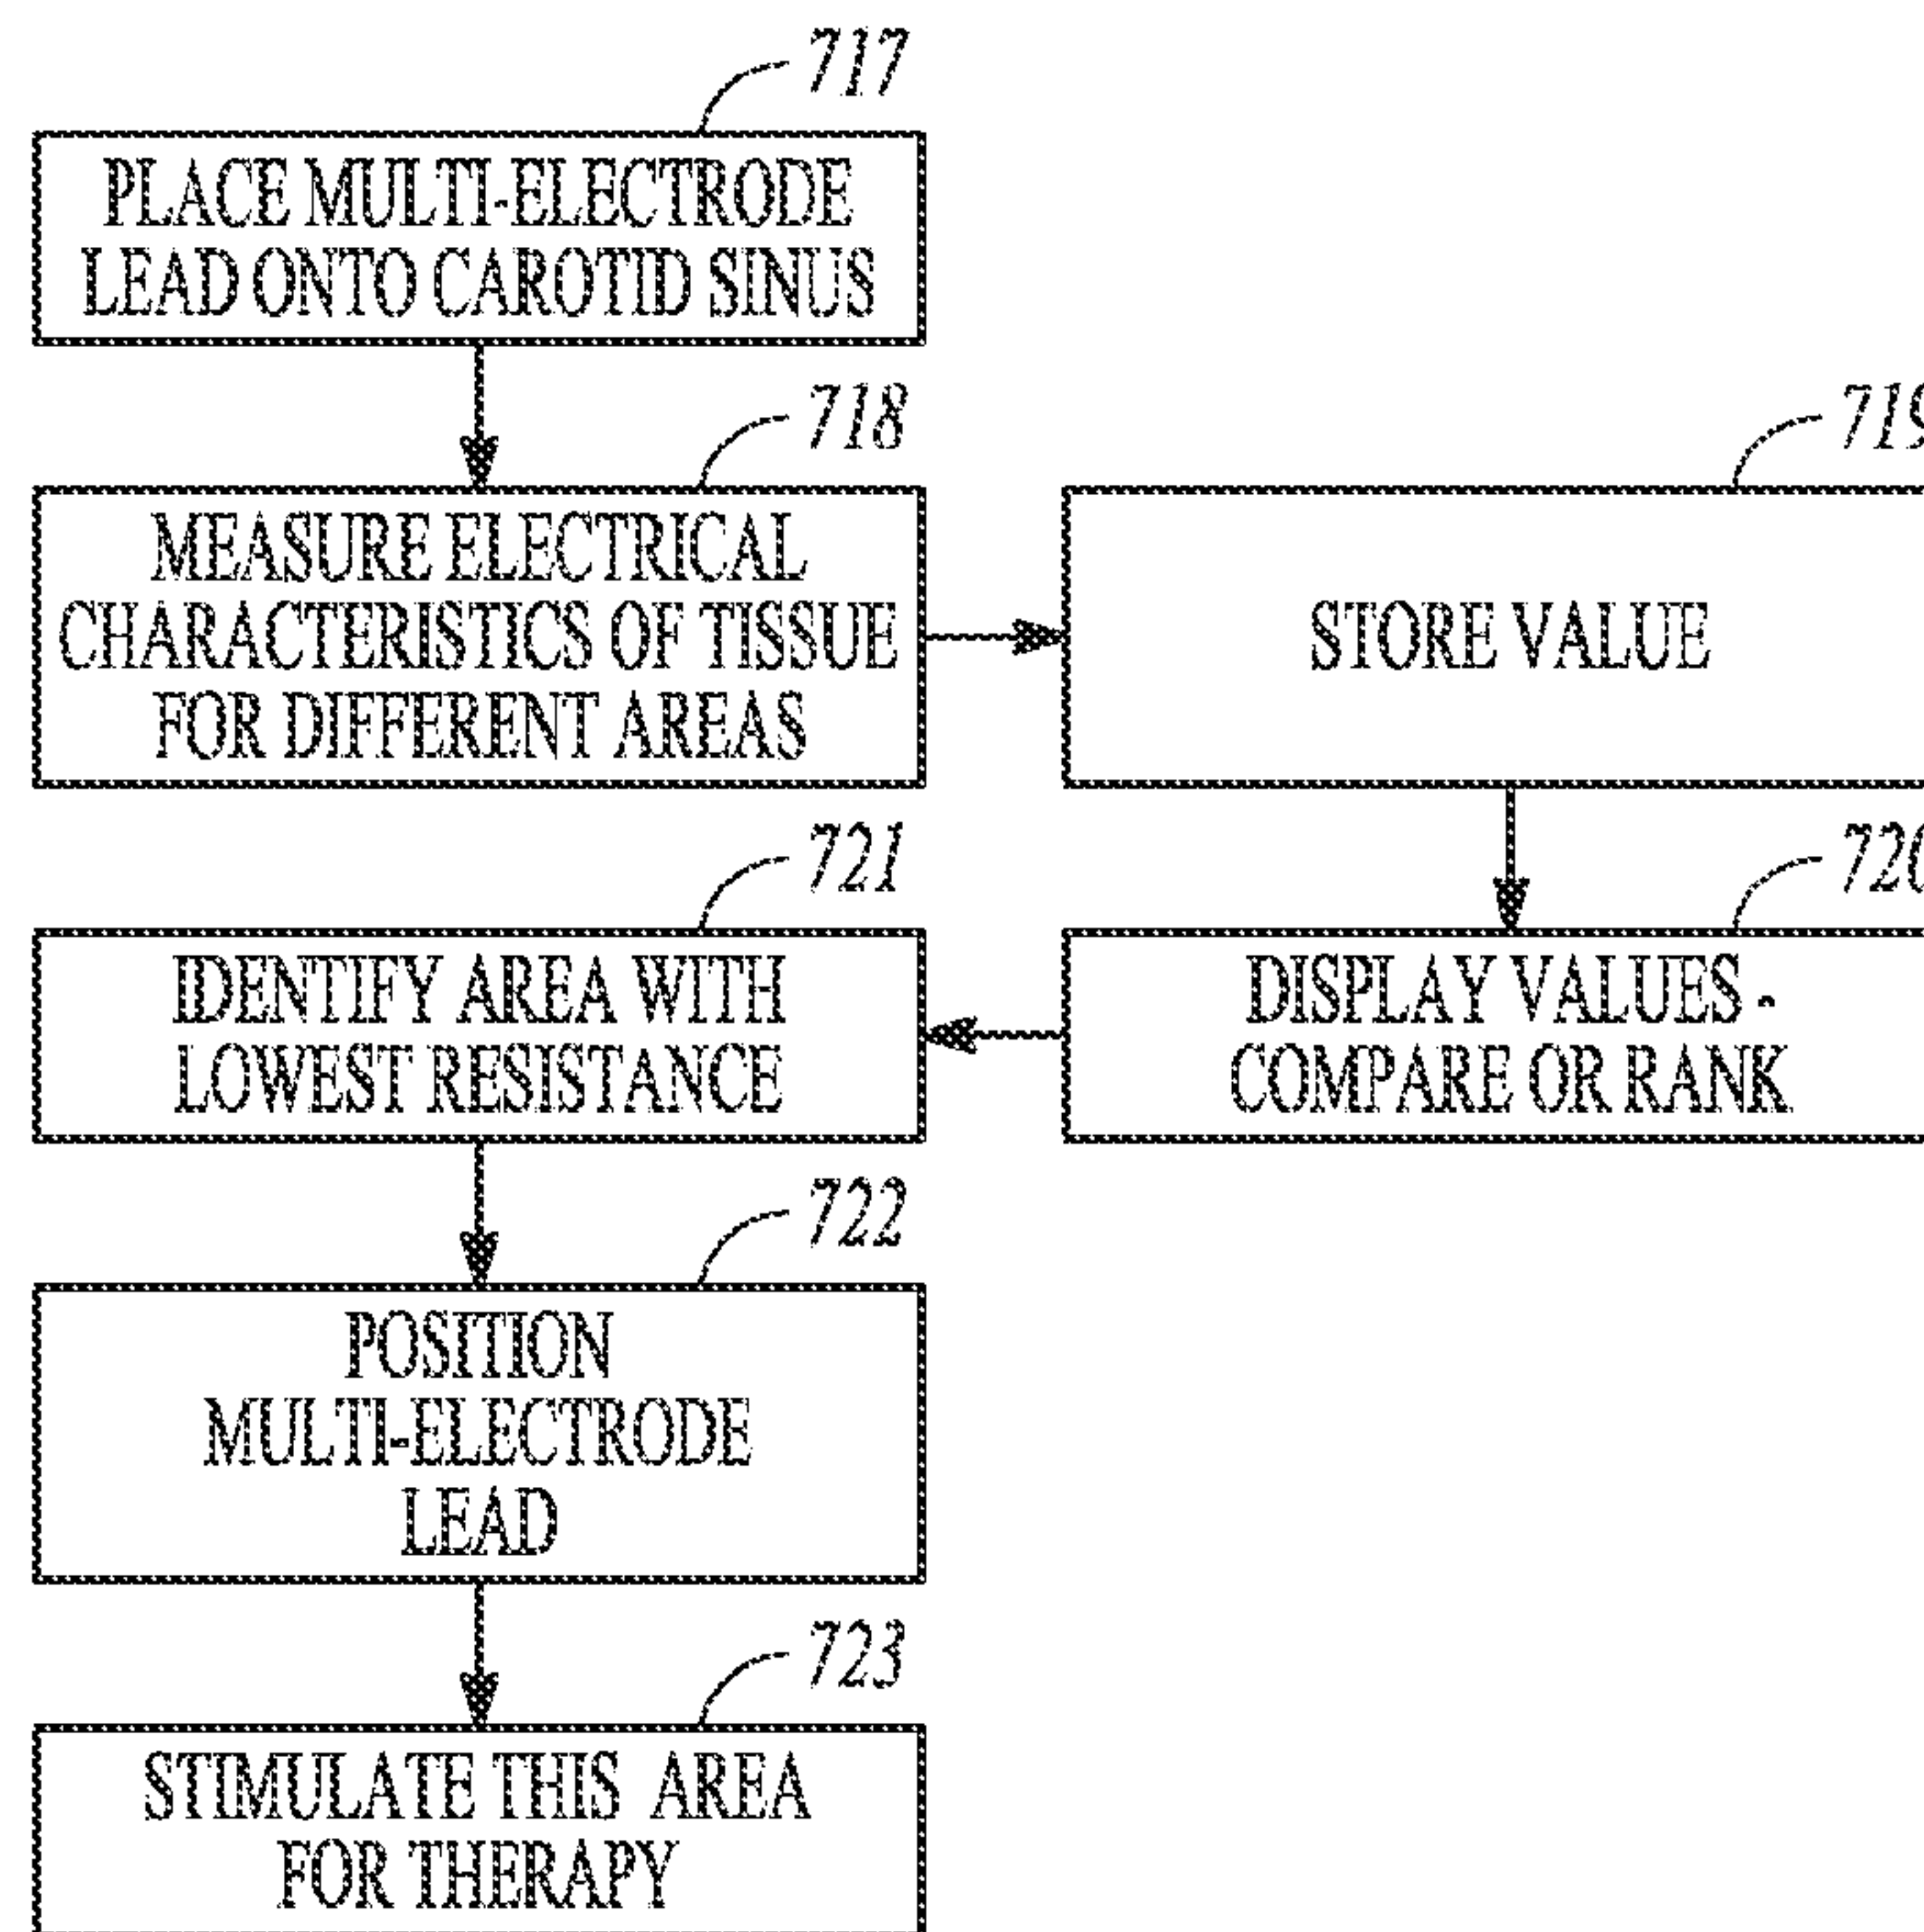 717
PLACE MULTI-ELECTRODE
LEAD ONTO CAROTID SINUS
718
MEASURE ELECTRICAL
CHARACTERISTICS OF TISSUE
FOR DIFFERENT AREAS
719
STORE VALUE
720
DISPLAY VALUES -
COMPARE OR RANK
721
IDENTIFY AREA WITH
LOWEST RESISTANCE
722
POSITION
MULTI-ELECTRODE
LEAD
723
STIMULATE THIS AREA
FOR THERAPY